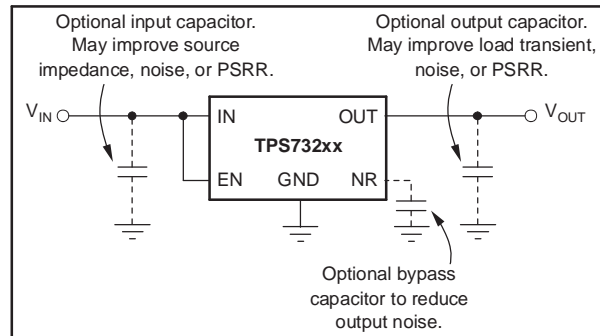 Optional input capacitor.
May improve source
impedance, noise, or PSRR.
Optional output capacitor.
May improve load transient,
noise, or PSRR.
VIN
IN
OUT
VOUT
TPS732xx
EN
GND
NR
Optional bypass
capacitor to reduce
output noise.